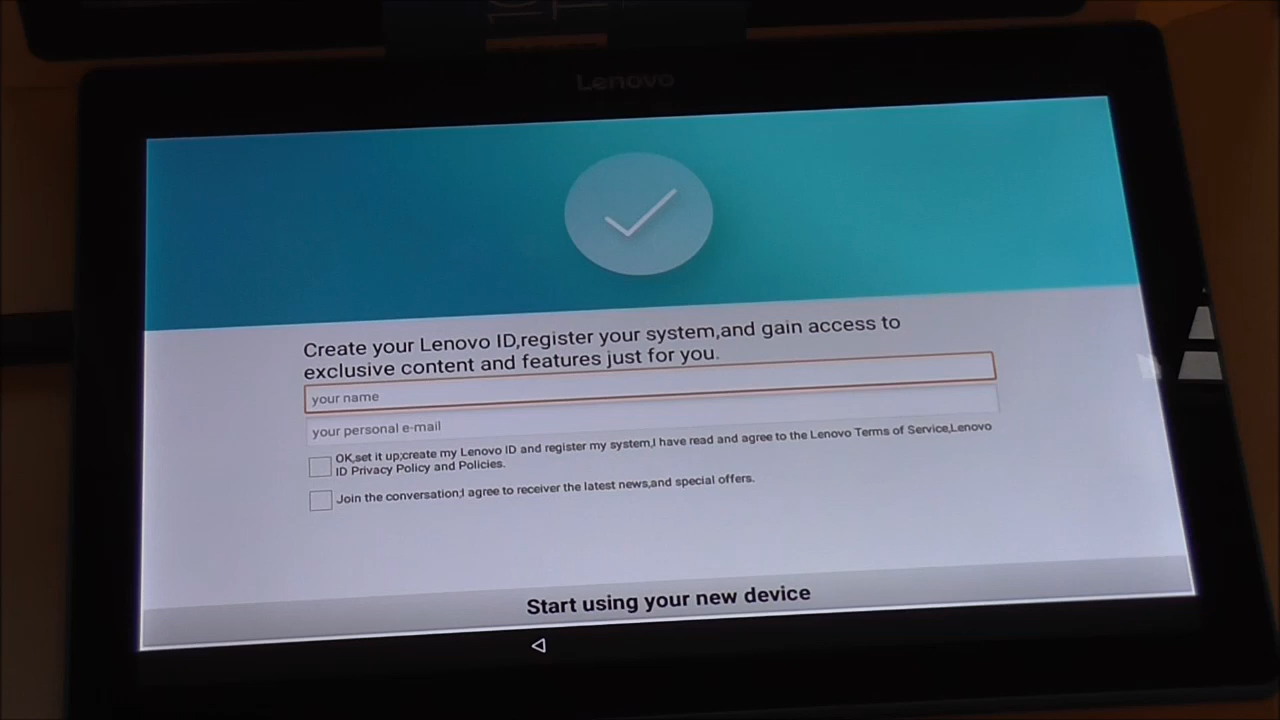 Lenovo
Create your Lenovo ID,register your system,and gain access to
exclusive content and features just for you.
your name
your personal e-mail
OK,set it up;create my Lenovo ID and register my system,I have read and agree to the Lenovo Terms of Service,Lenovo
ID Privacy Policy and Policies.
Join the conversation;I agree to receiver the latest news,and special offers.
Start using your new device